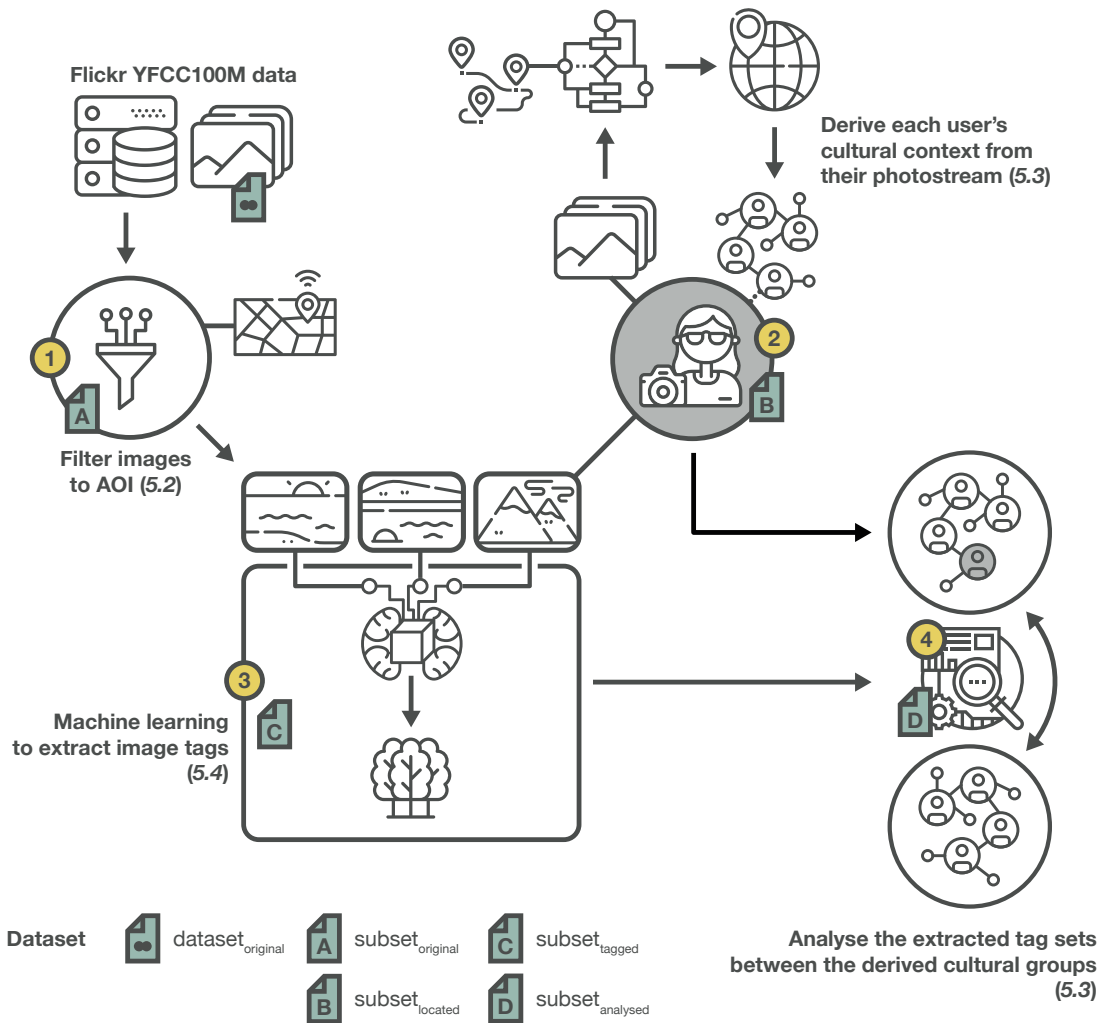 Flickr YFCC100M data
Derive each user's
cultural context from
their photostream (5.3)
1
A
Filter images
to AOI (5.2)
2
B
3
C
Machine learning
to extract image tags
(5.4)
4
D
Analyse the extracted tag sets
between the derived cultural groups
(5.3)
Dataset
dataset original
A subset original
C subset tagged
B subset located
D subset analysed